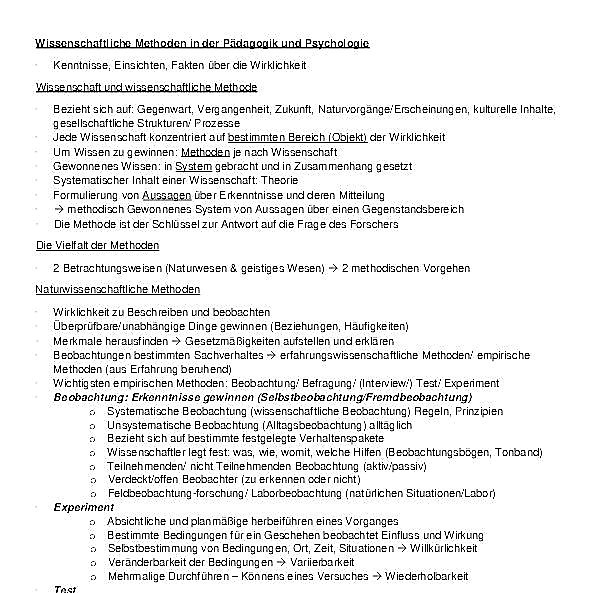 Wissenschaftliche Methoden in der Pädagogik und Psychologie
· Kenntnisse, Einsichten, Fakten über die Wirklichkeit
Wissenschaft und wissenschaftliche Methode
· Bezieht sich auf: Gegenwart, Vergangenheit, Zukunft, Naturvorgänge/Erscheinungen, kulturelle Inhalte,
gesellschaftliche Strukturen/ Prozesse
· Jede Wissenschaft konzentriert auf bestimmten Bereich (Objekt) der Wirklichkeit
· Um Wissen zu gewinnen: Methoden je nach Wissenschaft
· Gewonnenes Wissen: in System gebracht und in Zusammenhang gesetzt
Systematischer Inhalt einer Wissenschaft: Theorie
· Formulierung von Aussagen über Erkenntnisse und deren Mitteilung
· → methodisch Gewonnenes System von Aussagen über einen Gegenstandsbereich
· Die Methode ist der Schlüssel zur Antwort auf die Frage des Forschers
Die Vielfalt der Methoden
· 2 Betrachtungsweisen (Naturwesen & geistiges Wesen) → 2 methodischen Vorgehen
Naturwissenschaftliche Methoden
· Wirklichkeit zu Beschreiben und beobachten
· Überprüfbare/unabhängige Dinge gewinnen (Beziehungen, Häufigkeiten)
· Merkmale herausfinden → Gesetzmäßigkeiten aufstellen und erklären
· Beobachtungen bestimmten Sachverhaltes → erfahrungswissenschaftliche Methoden/ empirische
Methoden (aus Erfahrung beruhend)
· Wichtigsten empirischen Methoden: Beobachtung/ Befragung/ (Interview/) Test/ Experiment
· Beobachtung: Erkenntnisse gewinnen (Selbstbeobachtung/Fremdbeobachtung)
o Systematische Beobachtung (wissenschaftliche Beobachtung) Regeln, Prinzipien
o Unsystematische Beobachtung (Alltagsbeobachtung) alltäglich
o Bezieht sich auf bestimmte festgelegte Verhaltenspakete
o Wissenschaftler legt fest: was, wie, womit, welche Hilfen (Beobachtungsbögen, Tonband)
o Teilnehmenden/ nicht Teilnehmenden Beobachtung (aktiv/passiv)
o Verdeckt/offen Beobachter (zu erkennen oder nicht)
o Feldbeobachtung-forschung/ Laborbeobachtung (natürlichen Situationen/Labor)
· Experiment
o Absichtliche und planmäßige herbeiführen eines Vorganges
o Bestimmte Bedingungen für ein Geschehen beobachtet Einfluss und Wirkung
o Selbstbestimmung von Bedingungen, Ort, Zeit, Situationen → Willkürlichkeit
o Veränderbarkeit der Bedingungen → Variierbarkeit
o Mehrmalige Durchführen – Könnens eines Versuches → Wiederholbarkeit
· Test